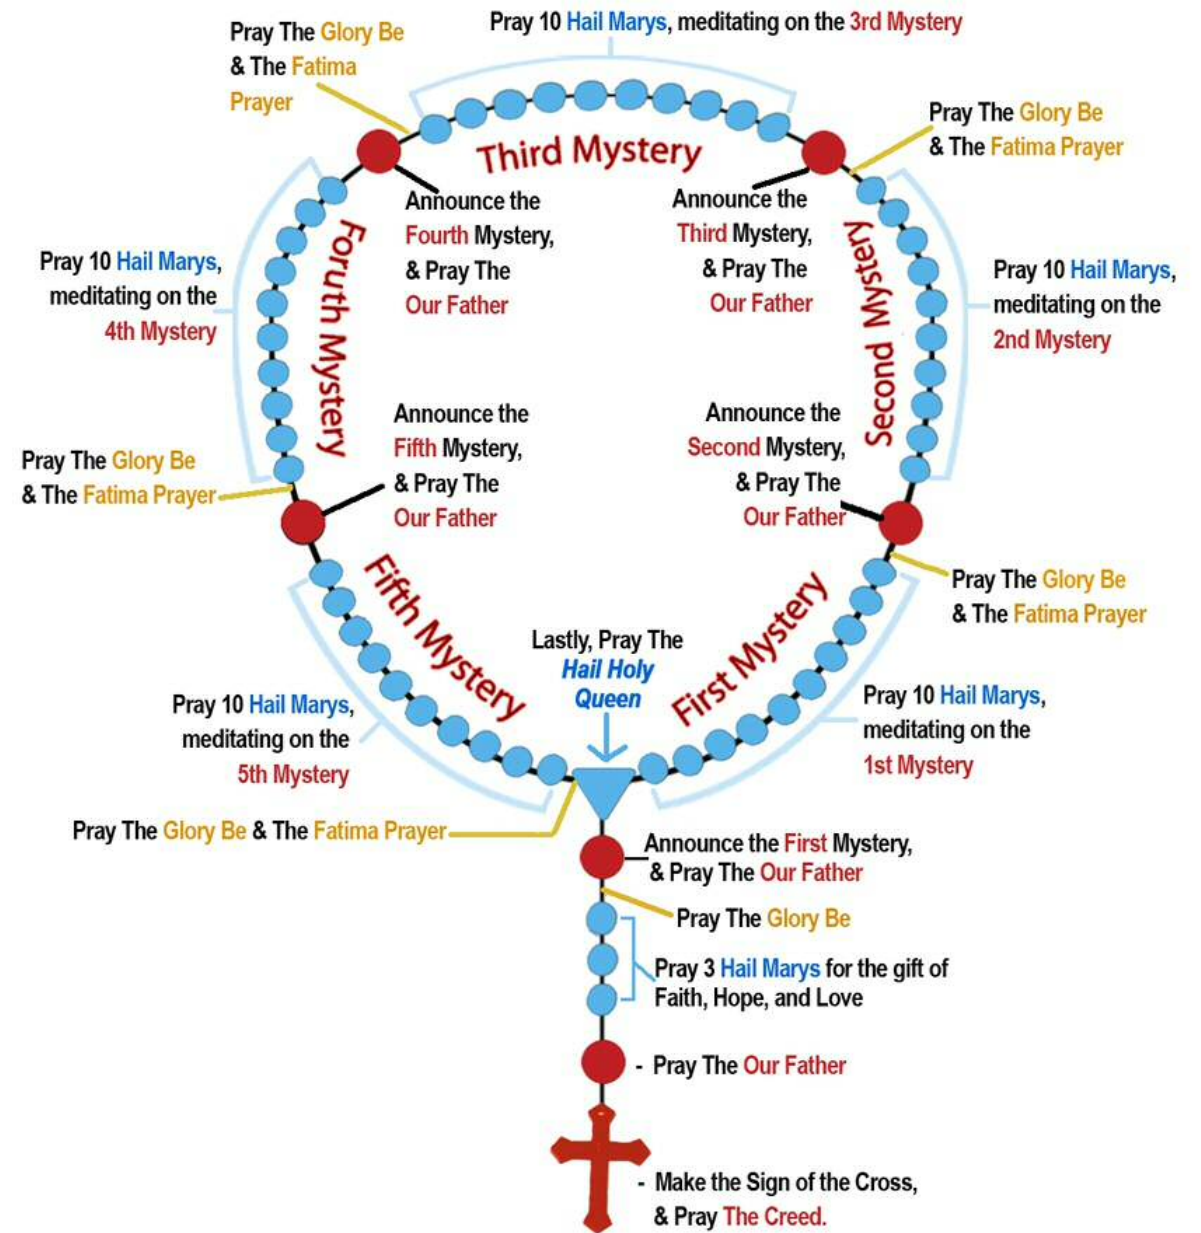 Pray 10 Hail Marys, meditating on the 3rd Mystery
Pray The Glory Be
& The Fatima
Prayer
Pray The Glory Be
& The Fatima Prayer
Third Mystery
Announce the
Fourth Mystery,
& Pray The
Our Father
Announce the
Third Mystery,
& Pray The
Our Father
Pray 10 Hail Marys,
meditating on the
4th Mystery
Foruth Mystery
Second Mystery
Pray 10 Hail Marys,
meditating on the
2nd Mystery
Announce the
Fifth Mystery,
& Pray The
Our Father
Announce the
Second Mystery,
& Pray The
Our Father
Pray The Glory Be
& The Fatima Prayer
Pray The Glory Be
& The Fatima Prayer
Fifth Mystery
First Mystery
Lastly, Pray The
Hail Holy
Queen
Pray 10 Hail Marys,
meditating on the
5th Mystery
Pray 10 Hail Marys,
meditating on the
1st Mystery
Pray The Glory Be & The Fatima Prayer
Announce the First Mystery,
& Pray The Our Father
Pray The Glory Be
Pray 3 Hail Marys for the gift of
Faith, Hope, and Love
- Pray The Our Father
- Make the Sign of the Cross,
& Pray The Creed.